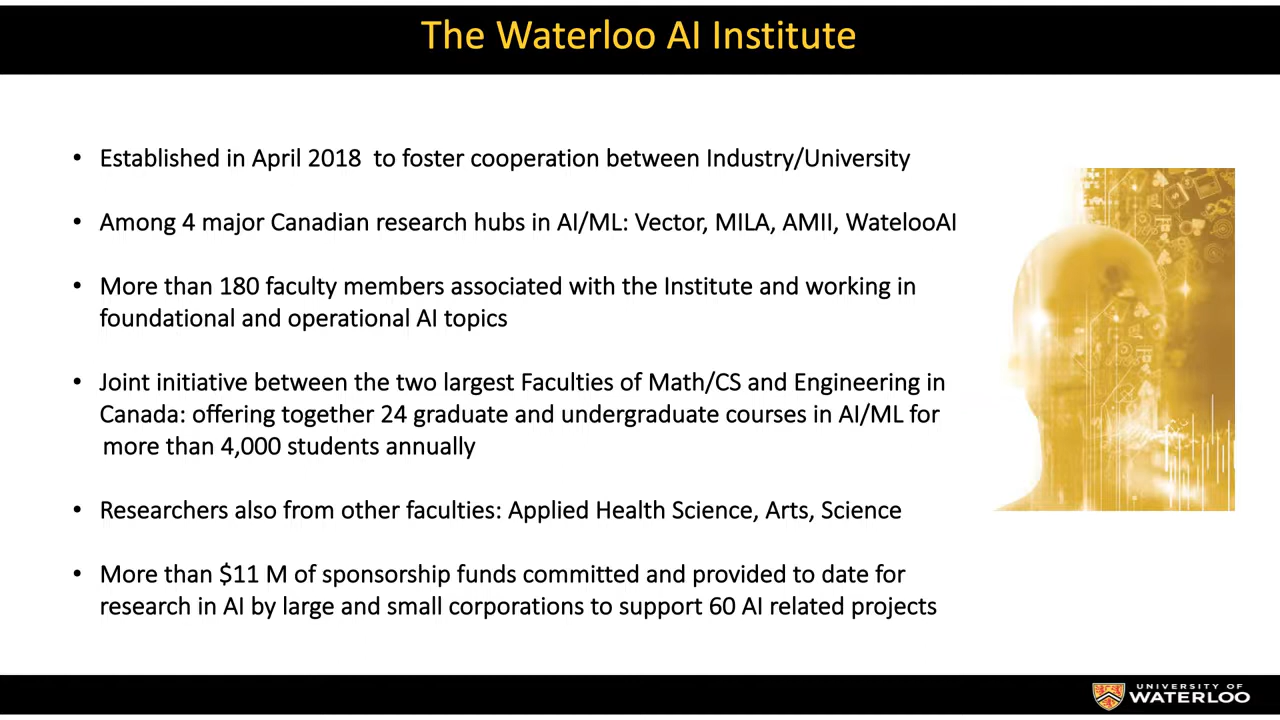 The Waterloo AI Institute
• Established in April 2018  to foster cooperation between Industry/University
• Among 4 major Canadian research hubs in AI/ML: Vector, MILA, AMII, WatelooAI
• More than 180 faculty members associated with the Institute and working in
foundational and operational AI topics
• Joint initiative between the two largest Faculties of Math/CS and Engineering in
Canada: offering together 24 graduate and undergraduate courses in AI/ML for
more than 4,000 students annually
• Researchers also from other faculties: Applied Health Science, Arts, Science
• More than $11 M of sponsorship funds committed and provided to date for
research in AI by large and small corporations to support 60 AI related projects
UNIVERSITY OF
WATERLOO